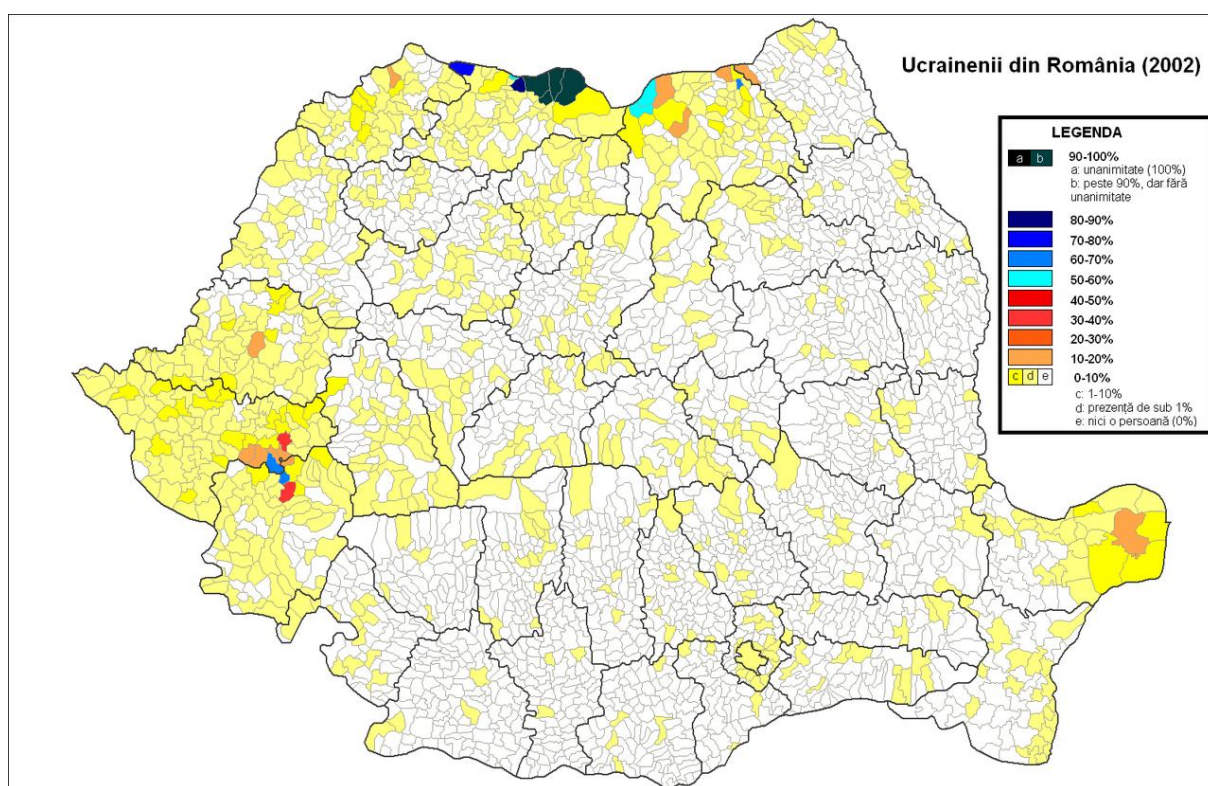 Ucrainenii din România (2002)
LEGENDA
a b 90-100%
a: unanimitate (100%)
b: peste 90%, dar fără
unanimitate
80-90%
70-80%
60-70%
50-60%
40-50%
30-40%
20-30%
10-20%
c d e 0-10%
c: 1-10%
d: prezență de sub 1%
e: nici o persoană (0%)